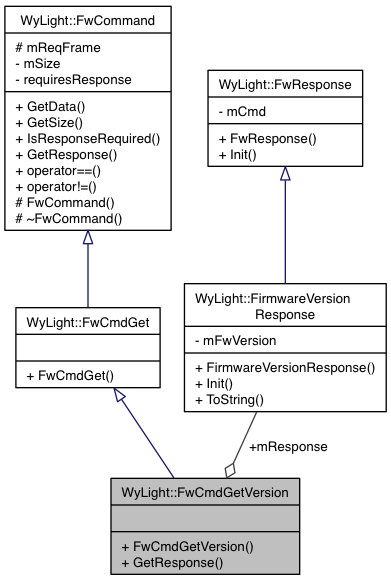 WyLight::FwCommand
# mReqFrame
- mSize
- requiresResponse
+ GetData()
+ GetSize()
+ IsResponseRequired()
+ GetResponse()
+ operator==()
+ operator!=()
# FwCommand()
# ~FwCommand()
WyLight::FwResponse
- mCmd
+ FwResponse()
+ Init()
WyLight::FwCmdGet
+ FwCmdGet()
WyLight::FirmwareVersion
Response
- mFwVersion
+ FirmwareVersionResponse()
+ Init()
+ ToString()
+mResponse
WyLight::FwCmdGetVersion
+ FwCmdGetVersion()
+ GetResponse()